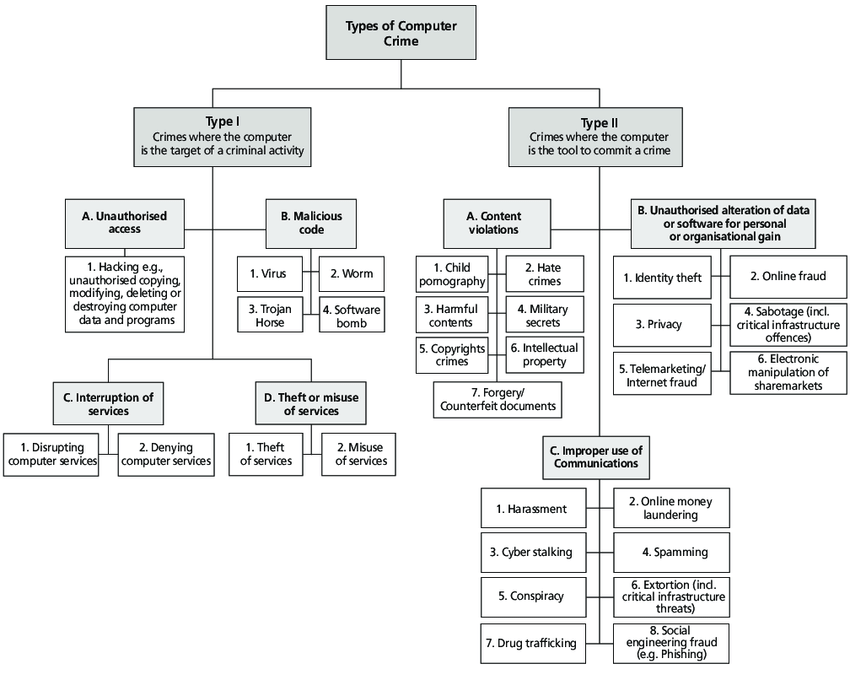 Types of Computer
Crime
Type I
Crimes where the computer
is the target of a criminal activity
Type II
Crimes where the computer
is the tool to commit a crime
A. Unauthorised
access
1. Hacking e.g.,
unauthorised copying,
modifying, deleting or
destroying computer
data and programs
B. Malicious
code
1. Virus
2. Worm
3. Trojan
Horse
4. Software
bomb
C. Interruption of
services
1. Disrupting
computer services
2. Denying
computer services
D. Theft or misuse
of services
1. Theft
of services
2. Misuse
of services
A. Content
violations
1. Child
pornography
2. Hate
crimes
3. Harmful
contents
4. Military
secrets
5. Copyrights
crimes
6. Intellectual
property
7. Forgery/
Counterfeit documents
B. Unauthorised alteration of data
or software for personal
or organisational gain
1. Identity theft
2. Online fraud
3. Privacy
4. Sabotage (incl.
critical infrastructure
offences)
5. Telemarketing/
Internet fraud
6. Electronic
manipulation of
sharemarkets
C. Improper use of
Communications
1. Harassment
2. Online money
laundering
3. Cyber stalking
4. Spamming
5. Conspiracy
6. Extortion (incl.
critical infrastructure
threats)
7. Drug trafficking
8. Social
engineering fraud
(e.g. Phishing)